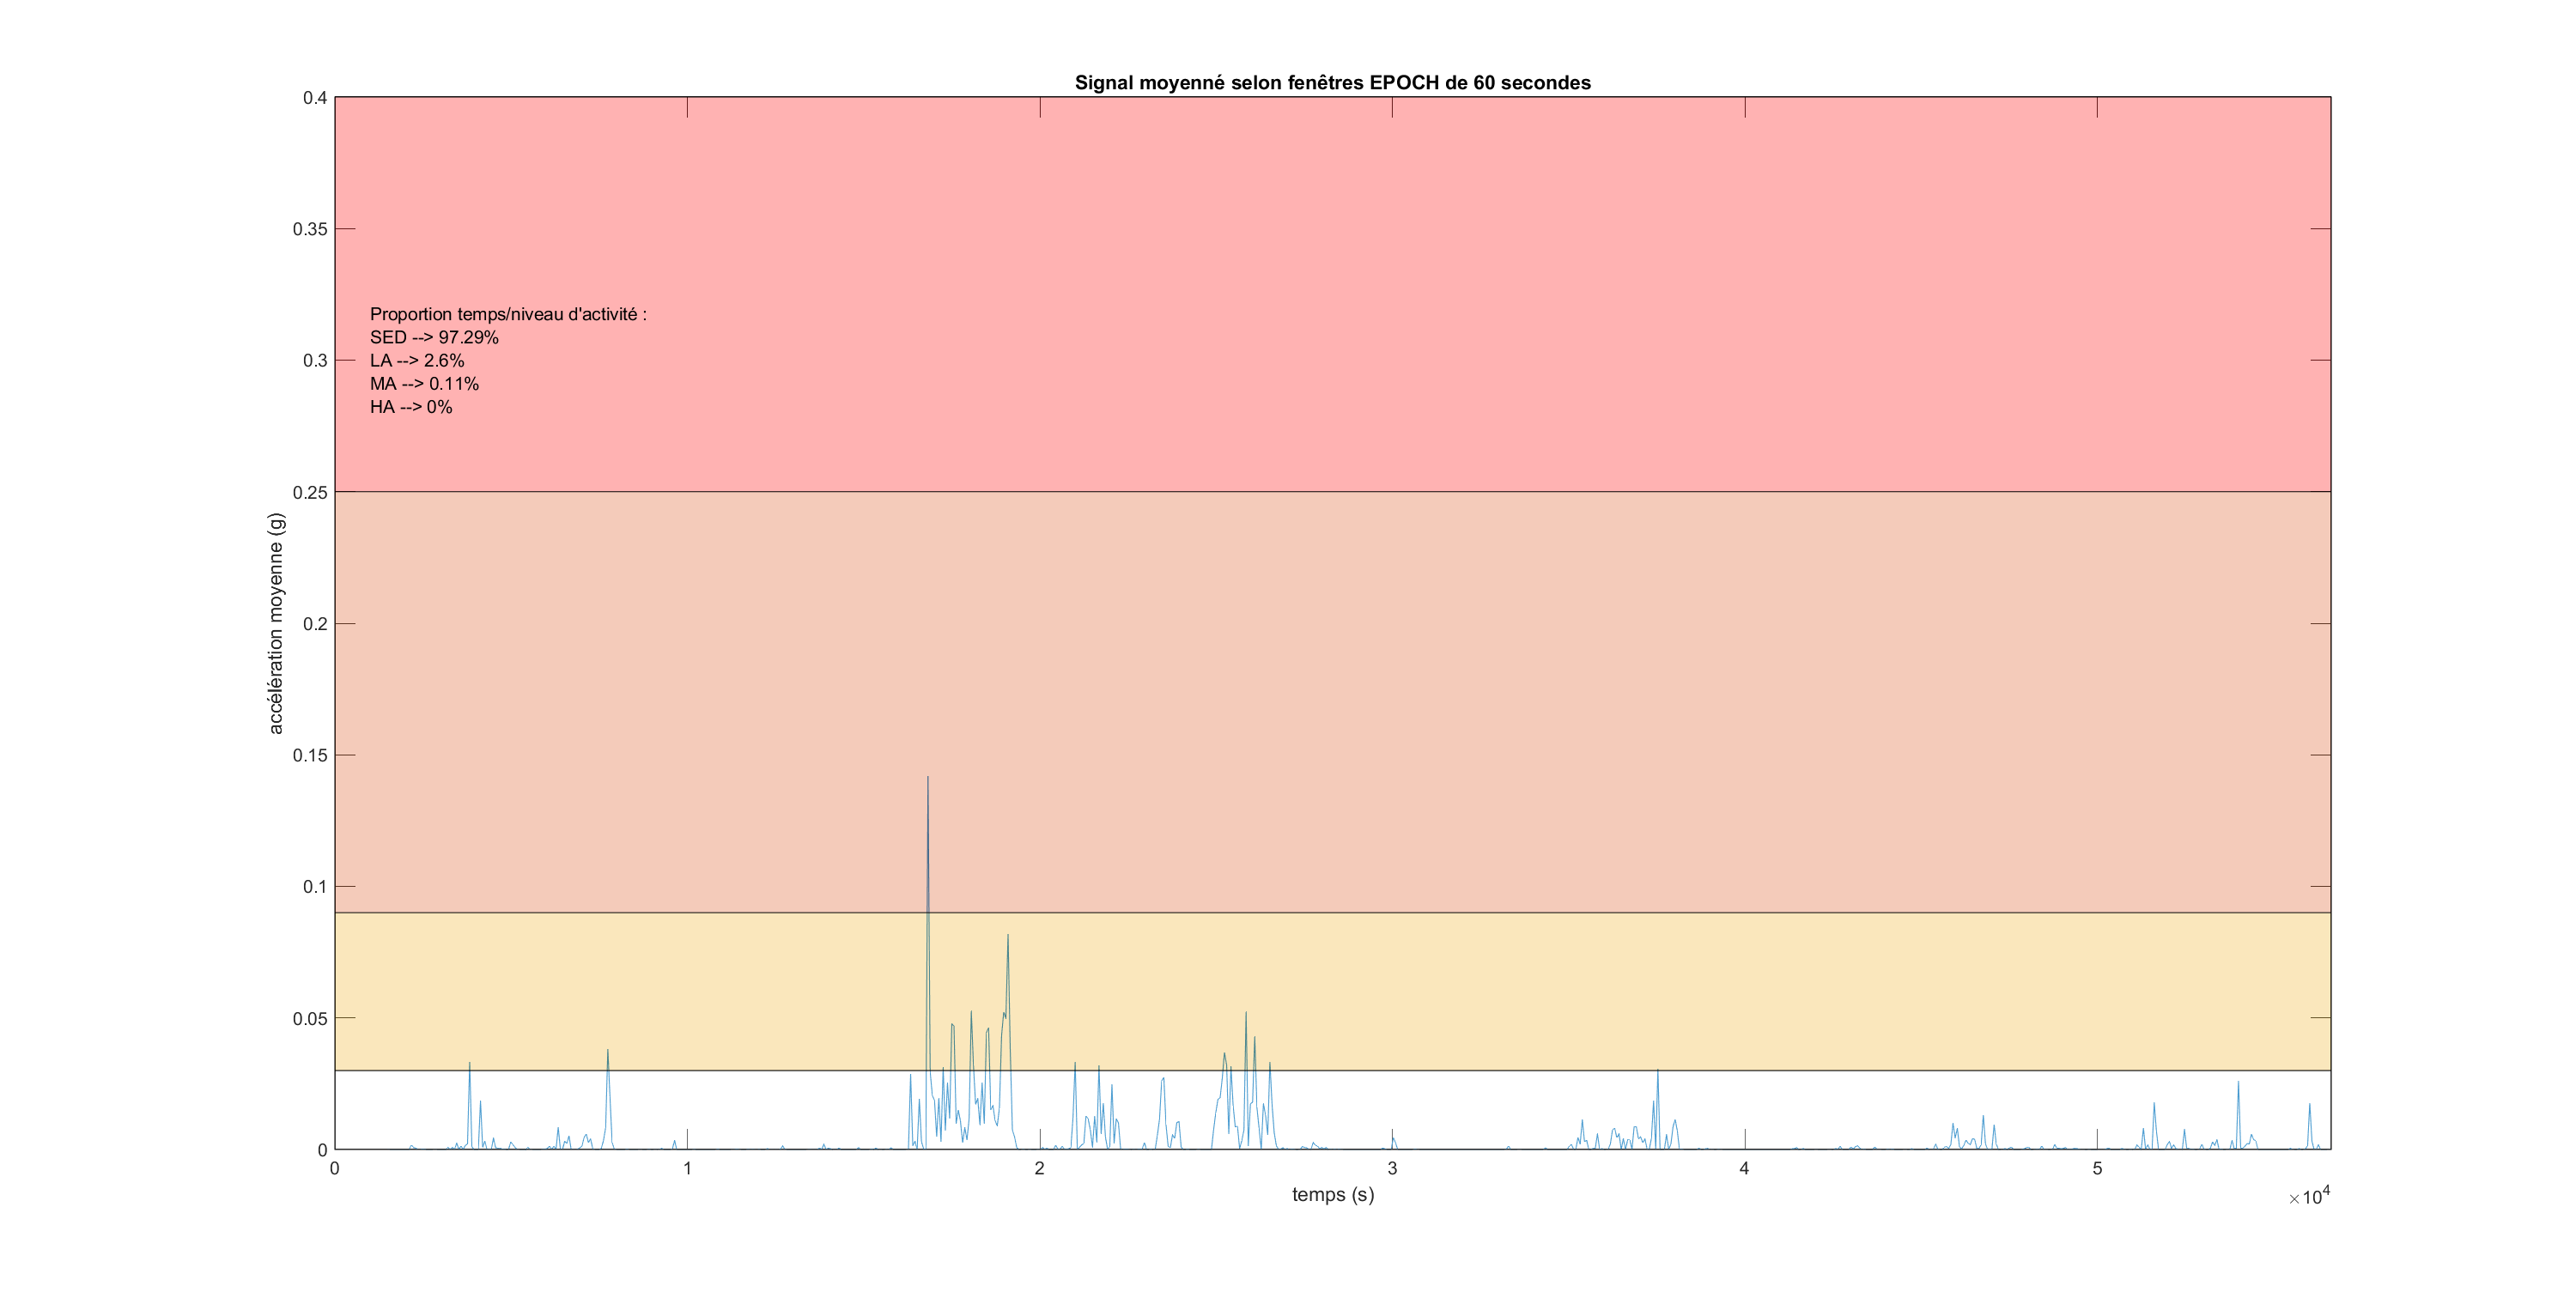 Signal moyenné selon fenêtres EPOCH de 60 secondes
0.4
0.35
0.3
0.25
0.2
0.15
0.1
0.05
0
accélération moyenne (g)
Proportion temps/niveau d'activité :
SED --> 97.29%
LA --> 2.6%
MA --> 0.11%
HA --> 0%
0 1 2 3 4 5
temps (s)
×10^4